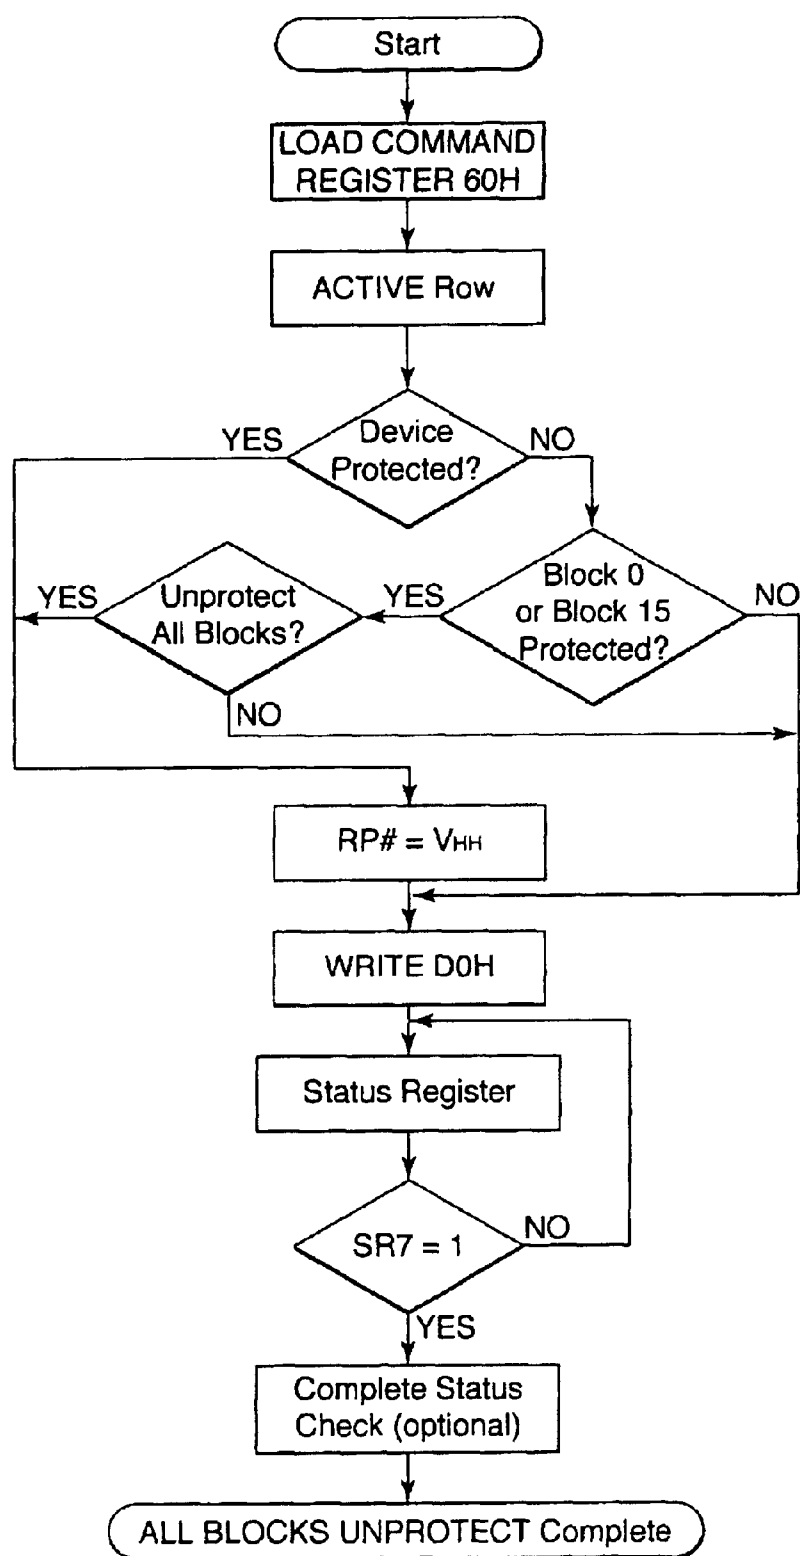 Start
LOAD COMMAND
REGISTER 60H
ACTIVE Row
Device
Protected?
YES
NO
Block 0
or Block 15
Protected?
YES
NO
Unprotect
All Blocks?
YES
NO
RP# = VHH
WRITE D0H
Status Register
SR7 = 1
NO
YES
Complete Status
Check (optional)
ALL BLOCKS UNPROTECT Complete